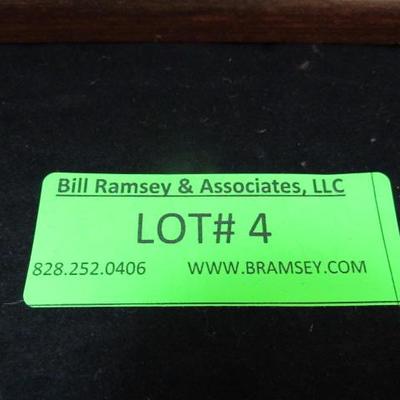 Bill Ramsey & Associates, LLC
LOT# 4
828.252.0406 WWW.BRAMSEY.COM